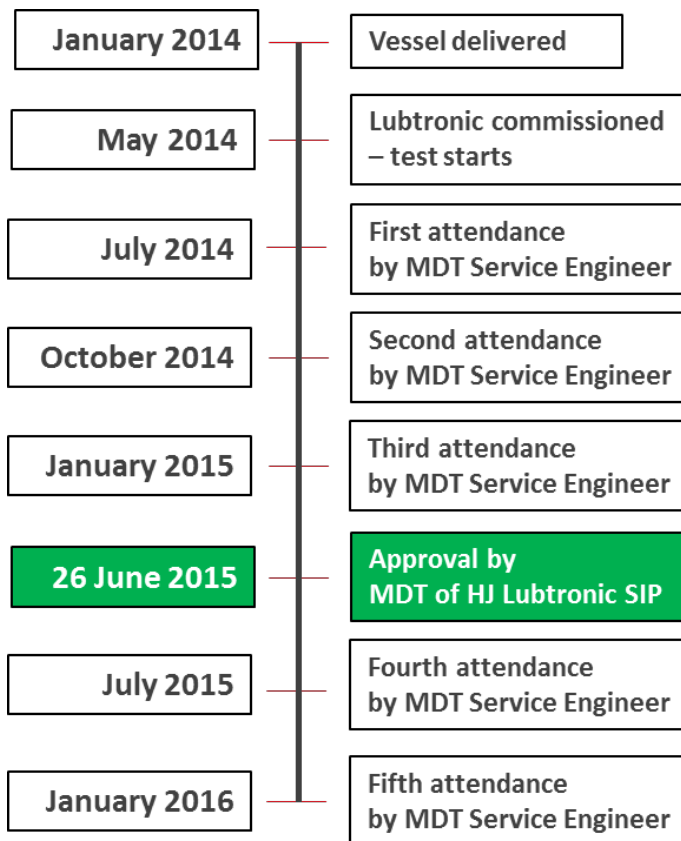 January 2014
Vessel delivered
May 2014
Lubtronic commissioned
– test starts
July 2014
First attendance
by MDT Service Engineer
October 2014
Second attendance
by MDT Service Engineer
January 2015
Third attendance
by MDT Service Engineer
26 June 2015
Approval by
MDT of HJ Lubtronic SIP
July 2015
Fourth attendance
by MDT Service Engineer
January 2016
Fifth attendance
by MDT Service Engineer